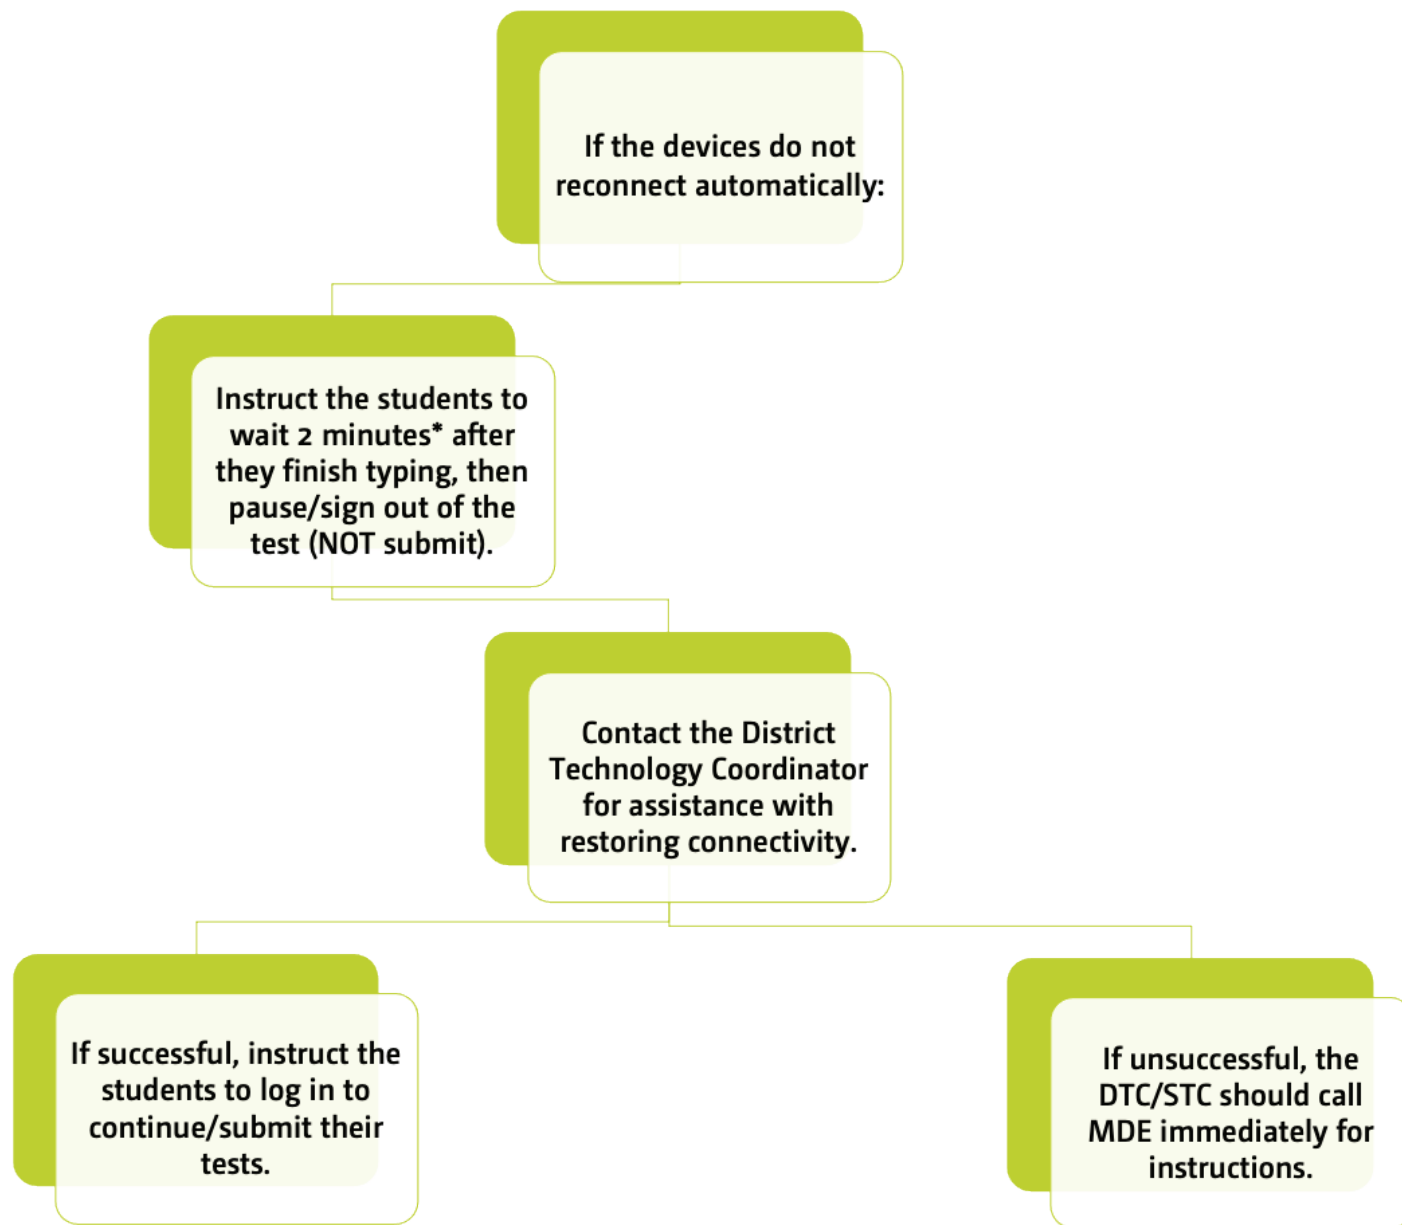 If the devices do not
reconnect automatically:
Instruct the students to
wait 2 minutes* after
they finish typing, then
pause/sign out of the
test (NOT submit).
Contact the District
Technology Coordinator
for assistance with
restoring connectivity.
If successful, instruct the
students to log in to
continue/submit their
tests.
If unsuccessful, the
DTC/STC should call
MDE immediately for
instructions.